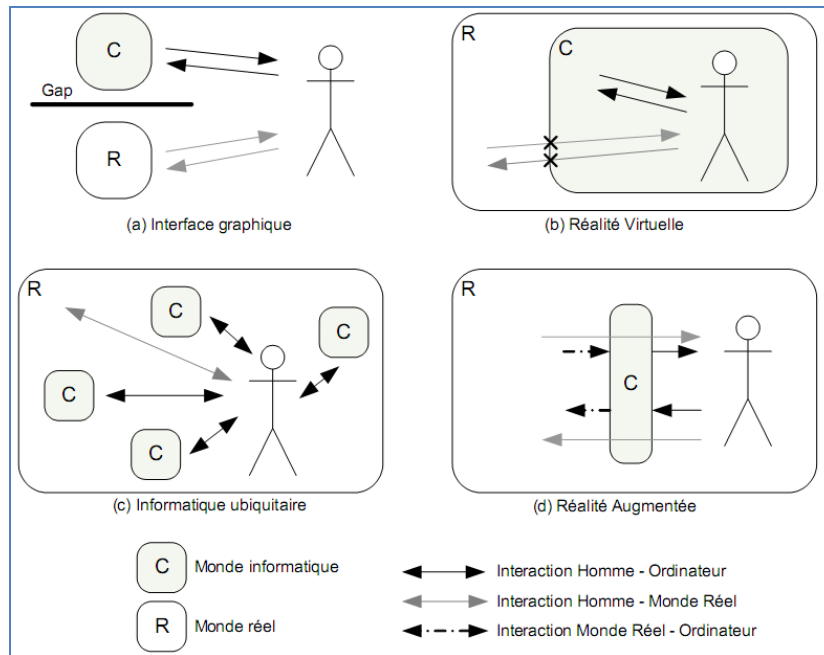 C
Gap
R
(a) Interface graphique
R
C
(b) Réalité Virtuelle
R
C
C
C
C
(c) Informatique ubiquitaire
R
C
(d) Réalité Augmentée
C Monde informatique
R Monde réel
Interaction Homme - Ordinateur
Interaction Homme - Monde Réel
Interaction Monde Réel - Ordinateur